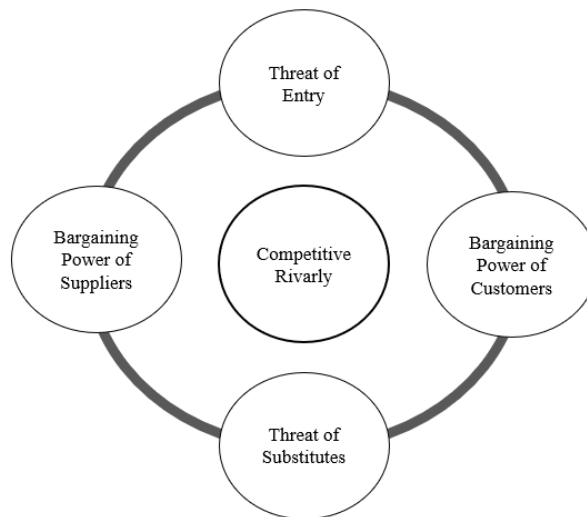 Threat of
Entry
Bargaining
Power of
Suppliers
Competitive
Rivarly
Bargaining
Power of
Customers
Threat of
Substitutes